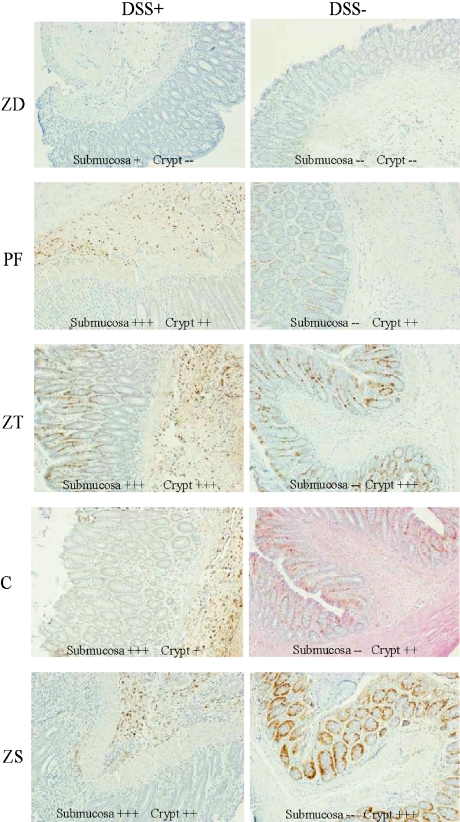 DSS+ DSS-
ZD
Submucosa + Crypt -- Submucosa -- Crypt --
PF
Submucosa +++ Crypt ++ Submucosa -- Crypt ++
ZT
Submucosa +++ Crypt +++ Submucosa -- Crypt +++
C
Submucosa +++ Crypt + Submucosa -- Crypt ++
ZS
Submucosa +++ Crypt ++ Submucosa -- Crypt +++